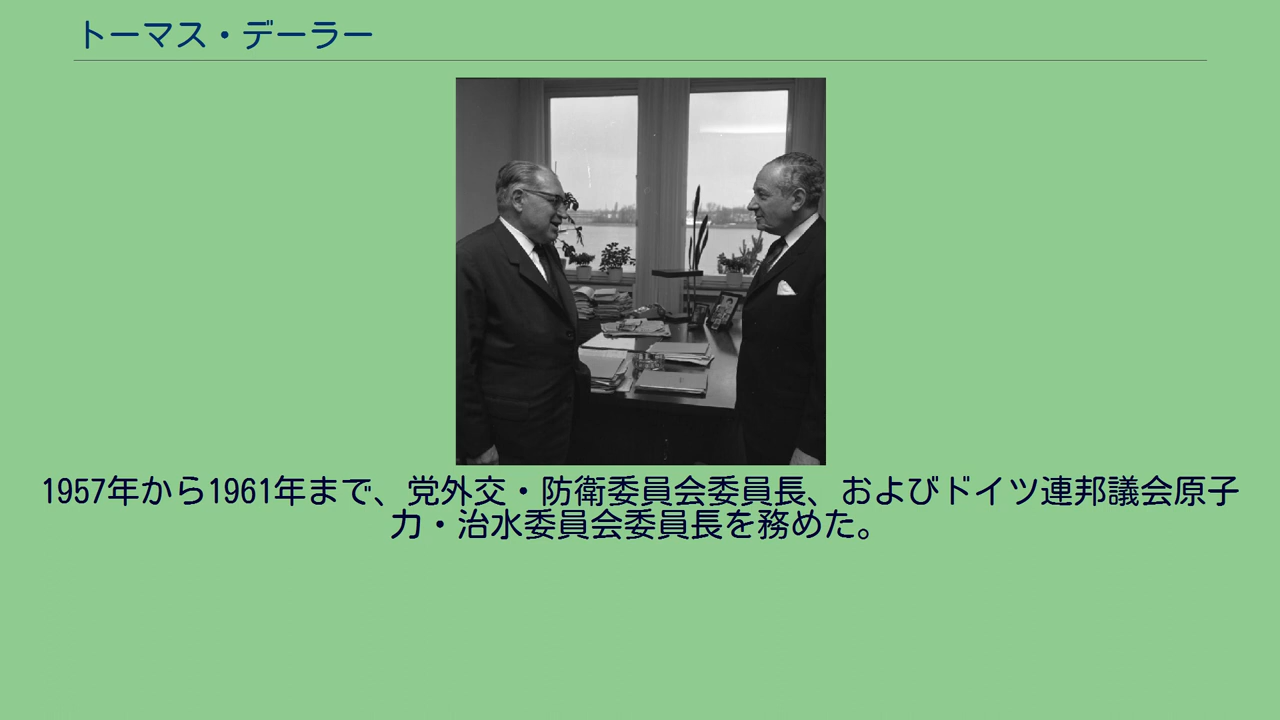 トーマス・デーラー
1957年から1961年まで、党外交・防衛委員会委員長、およびドイツ連邦議会原子
力・治水委員会委員長を務めた。